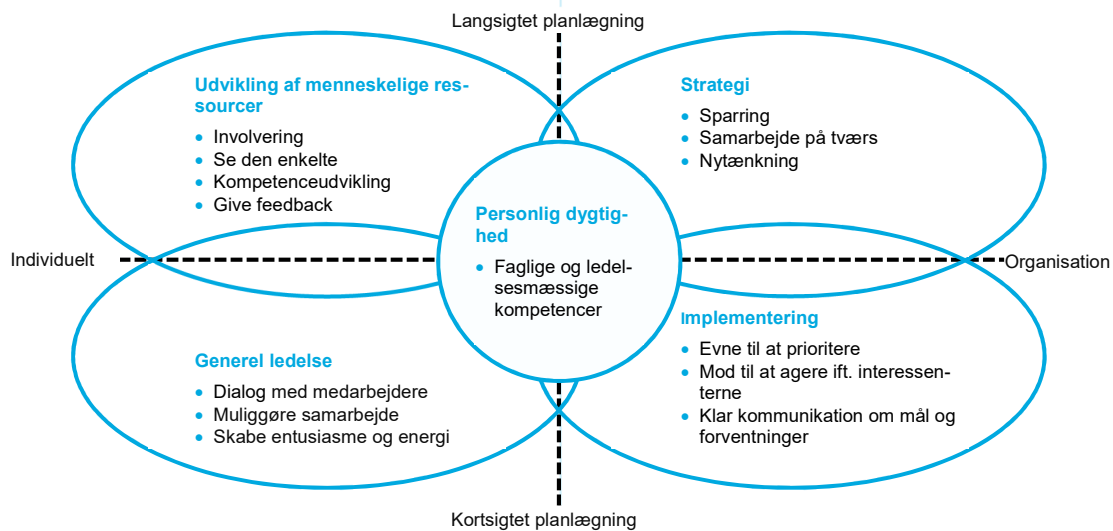 Langsigtet planlægning
Udvikling af menneskelige res-
sourcer
• Involvering
• Se den enkelte
• Kompetenceudvikling
• Give feedback
Strategi
• Sparring
• Samarbejde på tværs
• Nytænkning
Personlig dygtig-
hed
• Faglige og ledel-
sesmæssige
kompetencer
Individuelt
Organisation
Generel ledelse
• Dialog med medarbejdere
• Muliggøre samarbejde
• Skabe entusiasme og energi
Implementering
• Evne til at prioritere
• Mod til at agere ift. interessen-
terne
• Klar kommunikation om mål og
forventninger
Kortsigtet planlægning